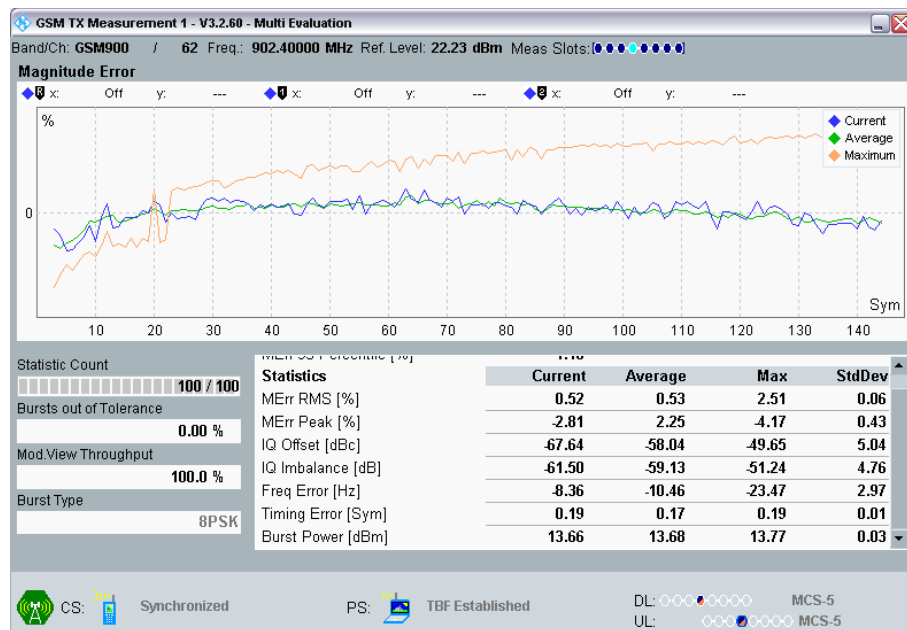 GSM TX Measurement 1 - V3.2.60 - Multi Evaluation
Band/Ch: GSM900 / 62 Freq.: 902.40000 MHz Ref. Level: 22.23 dBm Meas Slots:
Magnitude Error
R x: Off y: --- 1 x: Off y: --- 2 x: Off y: ---
%
Current
Average
Maximum
0
Sym
10 20 30 40 50 60 70 80 90 100 110 120 130 140
Statistic Count
100 / 100
Bursts out of Tolerance
0.00 %
Mod.View Throughput
100.0 %
Burst Type
8PSK
Statistics Current Average Max StdDev
MErr RMS [%] 0.52 0.53 2.51 0.06
MErr Peak [%] -2.81 2.25 -4.17 0.43
IQ Offset [dBc] -67.64 -58.04 -49.65 5.04
IQ Imbalance [dB] -61.50 -59.13 -51.24 4.76
Freq Error [Hz] -8.36 -10.46 -23.47 2.97
Timing Error [Sym] 0.19 0.17 0.19 0.01
Burst Power [dBm] 13.66 13.68 13.77 0.03
CS: Synchronized PS: TBF Established
DL: MCS-5
UL: MCS-5